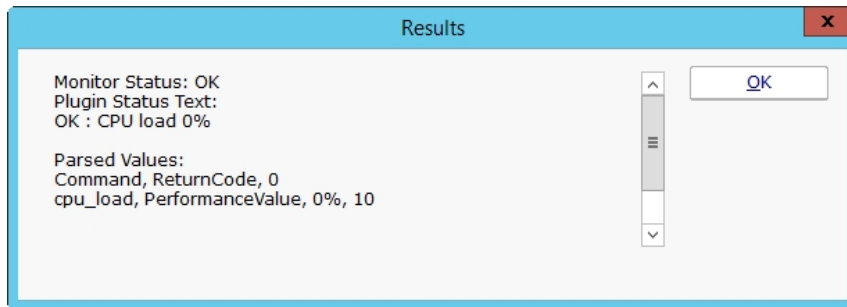 Results
x
Monitor Status: OK
Plugin Status Text:
OK : CPU load 0%
Parsed Values:
Command, ReturnCode, 0
cpu_load, PerformanceValue, 0%, 10
OK